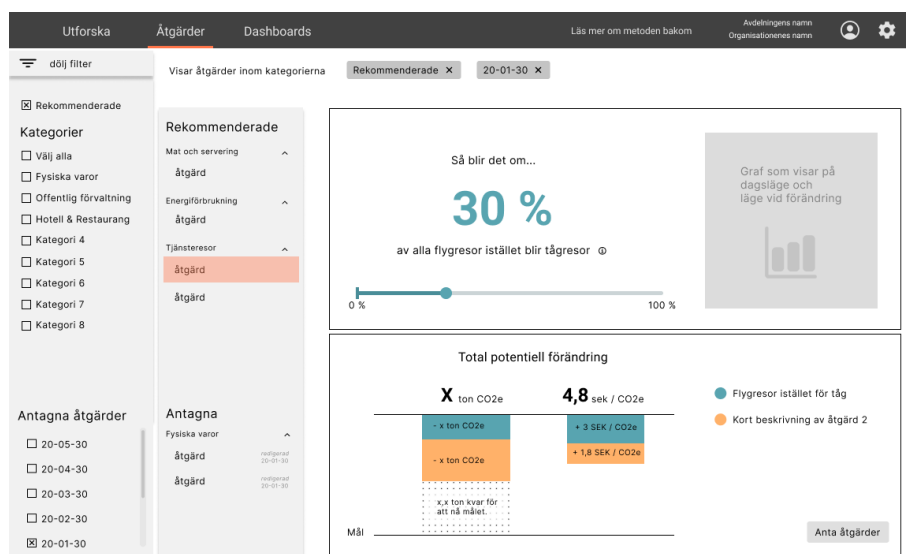 Utforska
Åtgärder
Dashboards
Läs mer om metoden bakom
Avdelningens namn
Organisationenes namn
dölj filter
Visar åtgärder inom kategorierna
Rekommenderade ×
20-01-30 ×
Rekommenderade
Kategorier
Välj alla
Fysiska varor
Offentlig förvaltning
Hotell & Restaurang
Kategori 4
Kategori 5
Kategori 6
Kategori 7
Kategori 8
Antagna åtgärder
20-05-30
20-04-30
20-03-30
20-02-30
20-01-30
Rekommenderade
Mat och servering
åtgärd
Energiförbrukning
åtgärd
Tjänsteresor
åtgärd
åtgärd
Antagna
Fysiska varor
åtgärd
redigerad
20-01-30
åtgärd
redigerad
20-01-30
Så blir det om...
30 %
av alla flygresor istället blir tågresor
0 %
100 %
Graf som visar på
dagsläge och
läge vid förändring
Total potentiell förändring
X ton CO2e
4,8 sek / CO2e
- x ton CO2e
+ 3 SEK / CO2e
- x ton CO2e
+ 1,8 SEK / CO2e
x,x ton kvar för
att nå målet.
Mål
Flygresor istället för tåg
Kort beskrivning av åtgärd 2
Anta åtgärder